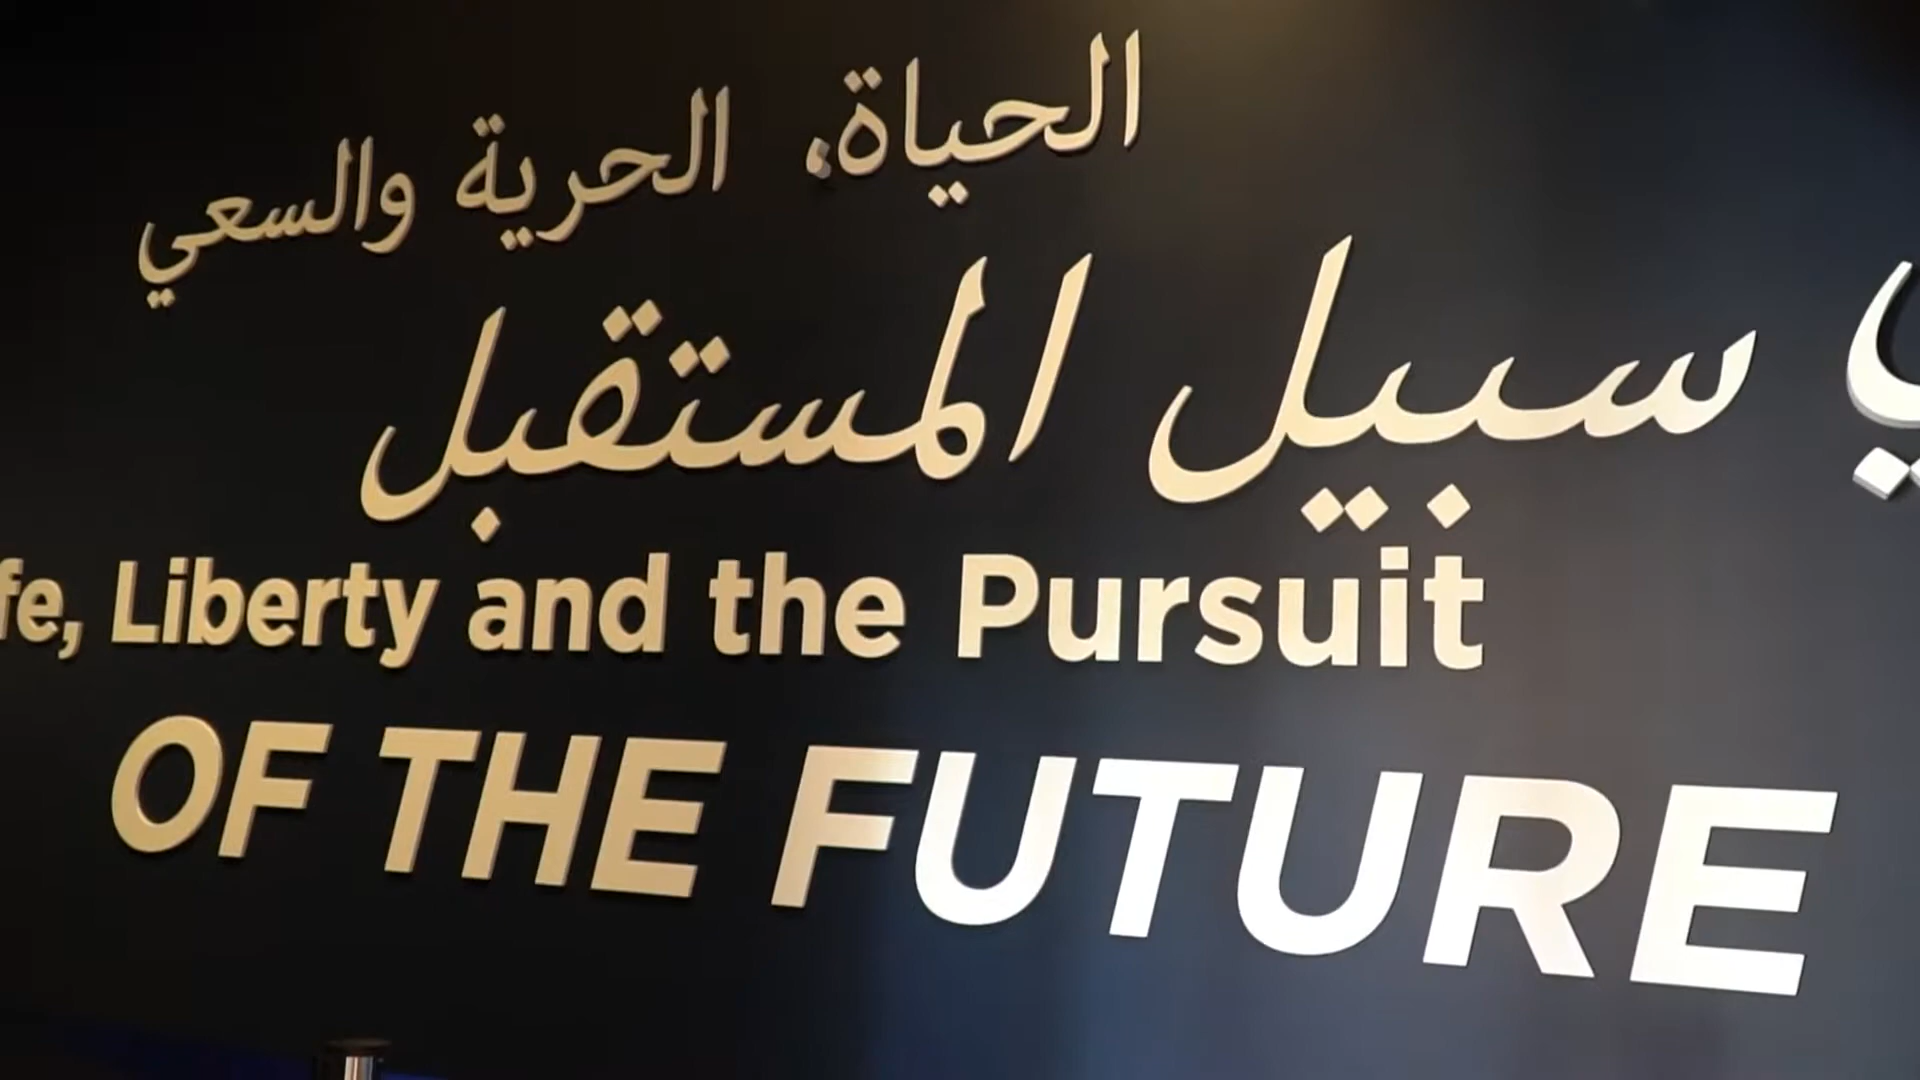 الحياة، الحرية والسعي
سبيل المستقبل
Liberty and the Pursuit
OF THE FUTURE